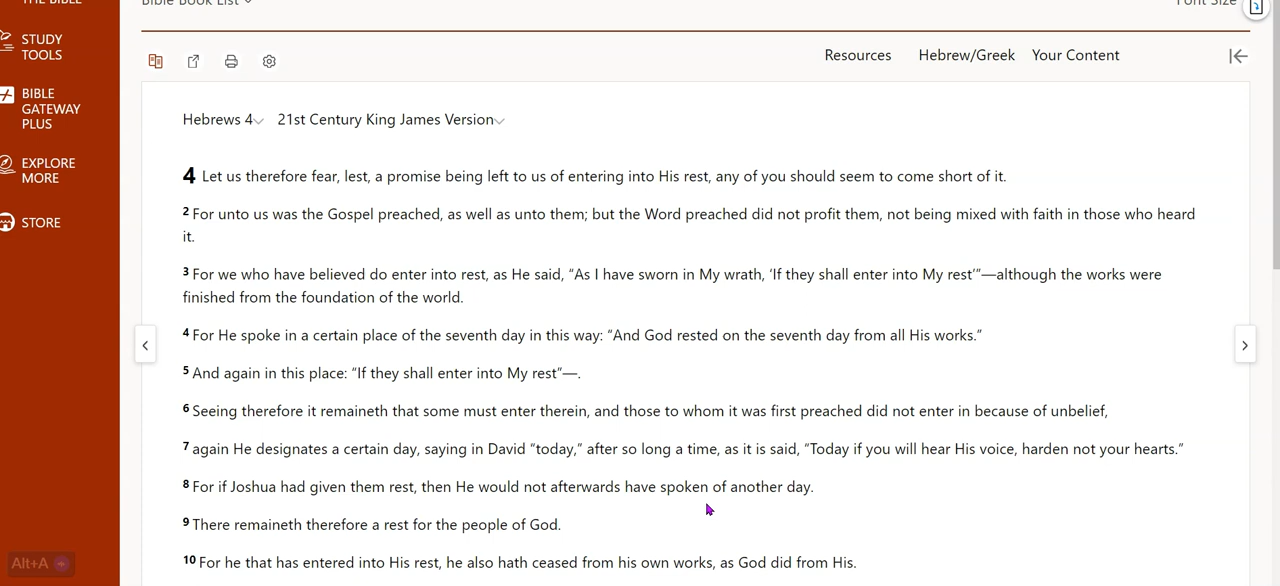 THE BIBLE
STUDY
TOOLS
BIBLE
GATEWAY
PLUS
EXPLORE
MORE
STORE
Alt+A
Bible Book List
Font Size
Resources Hebrew/Greek Your Content
Hebrews 4 21st Century King James Version
4 Let us therefore fear, lest, a promise being left to us of entering into His rest, any of you should seem to come short of it.
2 For unto us was the Gospel preached, as well as unto them; but the Word preached did not profit them, not being mixed with faith in those who heard
it.
3 For we who have believed do enter into rest, as He said, “As I have sworn in My wrath, ‘If they shall enter into My rest’”—although the works were
finished from the foundation of the world.
4 For He spoke in a certain place of the seventh day in this way: “And God rested on the seventh day from all His works.”
5 And again in this place: “If they shall enter into My rest”—.
6 Seeing therefore it remaineth that some must enter therein, and those to whom it was first preached did not enter in because of unbelief,
7 again He designates a certain day, saying in David “today,” after so long a time, as it is said, “Today if you will hear His voice, harden not your hearts.”
8 For if Joshua had given them rest, then He would not afterwards have spoken of another day.
9 There remaineth therefore a rest for the people of God.
10 For he that has entered into His rest, he also hath ceased from his own works, as God did from His.